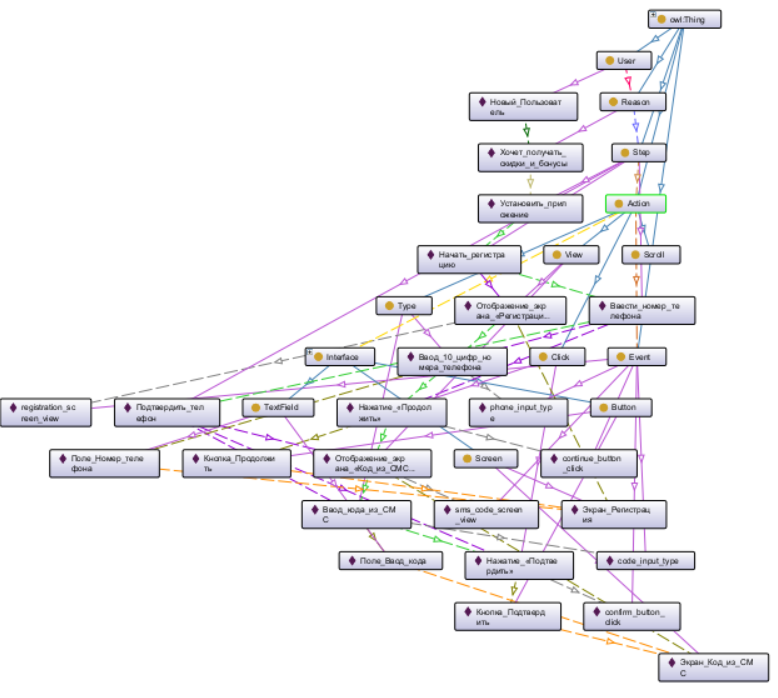 owl:Thing
User
Новый_Пользоват
ель
Reason
Хочет_получать_
скидки_и_бонусы
Step
Установить_прил
ожение
Action
Начать_регистра
цию
View
Scroll
Type
Отображение_экр
ана_«Регистраци...
Ввести_номер_те
лефона
Interface
Ввод_10_цифр_но
мера_телефона
Click
Event
registration_sc
reen_view
Подтвердить_тел
ефон
TextField
Нажатие_«Продол
жить»
phone_input_typ
e
Button
Поле_Номер_теле
фона
Кнопка_Продолжи
ть
Отображение_экр
ана_«Код_из_СМС...
Screen
continue_button
_click
Ввод_кода_из_СМ
С
sms_code_screen
_view
Экран_Регистрац
ия
Поле_Ввод_кода
Нажатие_«Подтве
рдить»
code_input_type
Кнопка_Подтверд
ить
confirm_button_
click
Экран_Код_из_СМ
С